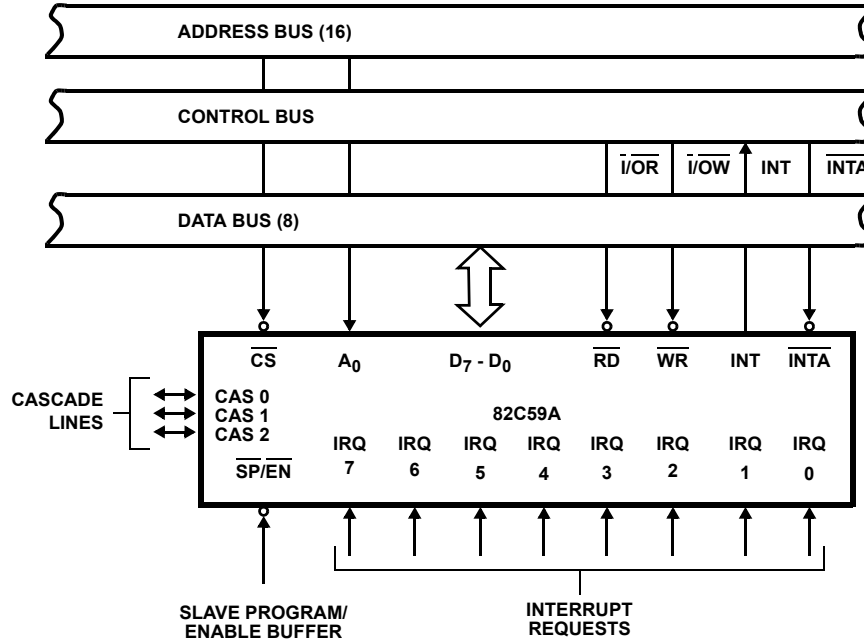 ADDRESS BUS (16)
CONTROL BUS
I/OR I/OW INT INTA
DATA BUS (8)
CS A0 D7 - D0 RD WR INT INTA
CASCADE
LINES
CAS 0
CAS 1
CAS 2
82C59A
SP/EN
IRQ IRQ IRQ IRQ IRQ IRQ IRQ IRQ
7 6 5 4 3 2 1 0
SLAVE PROGRAM/
ENABLE BUFFER
INTERRUPT
REQUESTS